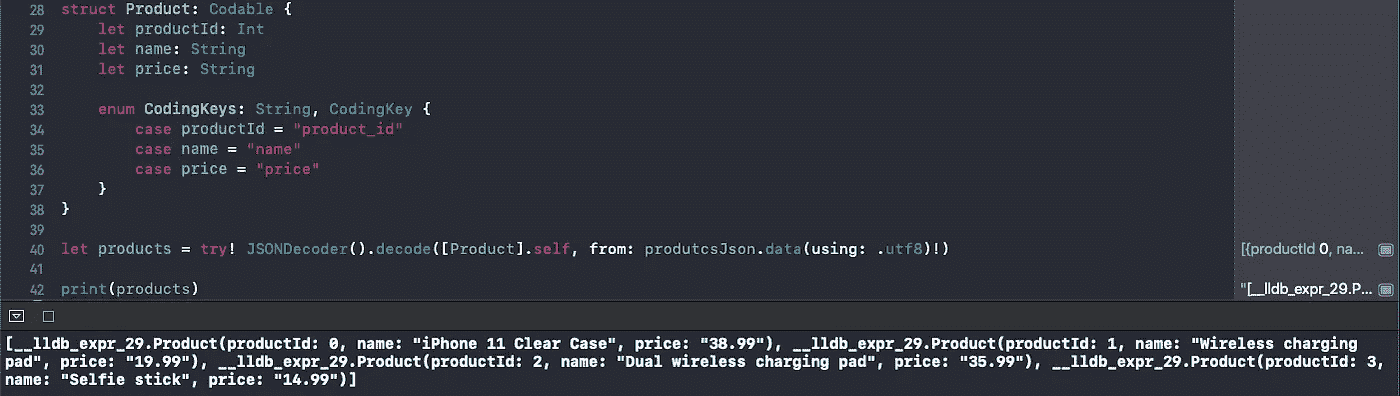 28 struct Product: Codable {
29     let productId: Int
30     let name: String
31     let price: String
32
33     enum CodingKeys: String, CodingKey {
34         case productId = "product_id"
35         case name = "name"
36         case price = "price"
37     }
38 }
39
40 let products = try! JSONDecoder().decode([Product].self, from: produtcsJson.data(using: .utf8)!) [{productId 0, na...
41
42 print(products) "[__lldb_expr_29.P...
[__lldb_expr_29.Product(productId: 0, name: "iPhone 11 Clear Case", price: "38.99"), __lldb_expr_29.Product(productId: 1, name: "Wireless charging
pad", price: "19.99"), __lldb_expr_29.Product(productId: 2, name: "Dual wireless charging pad", price: "35.99"), __lldb_expr_29.Product(productId: 3,
name: "Selfie stick", price: "14.99")]